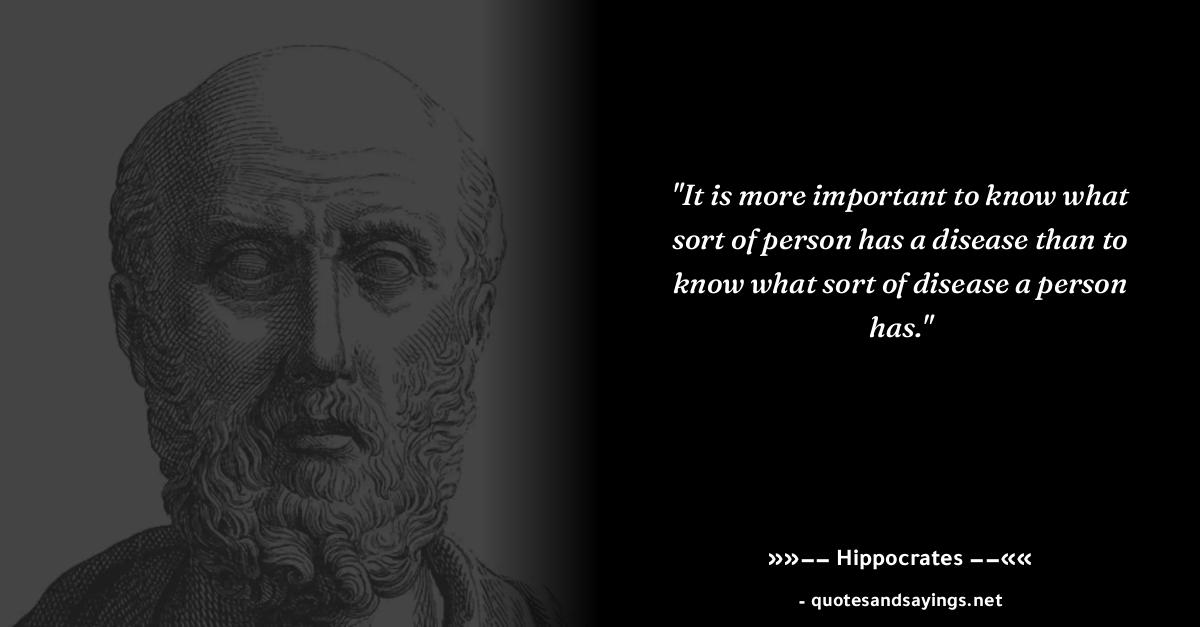 "It is more important to know what
sort of person has a disease than to
know what sort of disease a person
has."
»»−− Hippocrates −−««
- quotesandsayings.net